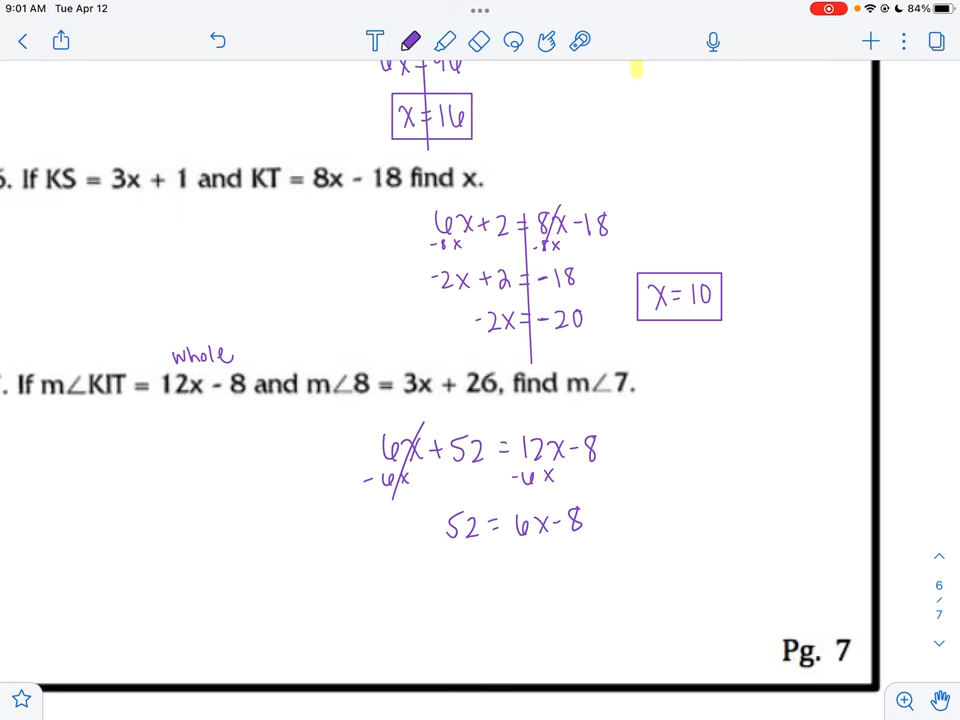 9:01 AM Tue Apr 12
84%
x = 16
5. If KS = 3x + 1 and KT = 8x - 18 find x.
6x + 2 = 8x - 18
-8x -8x
-2x + 2 = -18
x = 10
-2x = -20
whole
. If m∠KIT = 12x - 8 and m∠8 = 3x + 26, find m∠7.
6x + 52 = 12x - 8
-6x -6x
52 = 6x - 8
6
/
7
Pg. 7